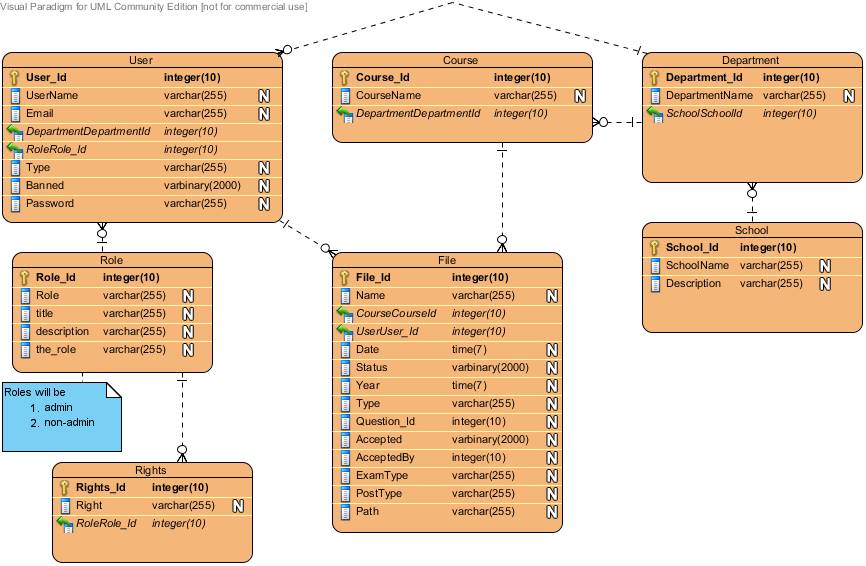 Visual Paradigm for UML Community Edition [not for commercial use]
User
User_Id integer(10)
UserName varchar(255) N
Email varchar(255) N
DepartmentDepartmentId integer(10)
RoleRole_Id integer(10)
Type varchar(255) N
Banned varbinary(2000) N
Password varchar(255) N
Course
Course_Id integer(10)
CourseName varchar(255) N
DepartmentDepartmentId integer(10)
Department
Department_Id integer(10)
DepartmentName varchar(255) N
SchoolSchoolId integer(10)
School
School_Id integer(10)
SchoolName varchar(255) N
Description varchar(255) N
Role
Role_Id integer(10)
Role varchar(255) N
title varchar(255) N
description varchar(255) N
the_role varchar(255) N
File
File_Id integer(10)
Name varchar(255) N
CourseCourseId integer(10)
UserUser_Id integer(10)
Date time(7) N
Status varbinary(2000) N
Year time(7) N
Type varchar(255) N
Question_Id integer(10) N
Accepted varbinary(2000) N
AcceptedBy integer(10) N
ExamType varchar(255) N
PostType varchar(255) N
Path varchar(255) N
Roles will be
1. admin
2. non-admin
Rights
Rights_Id integer(10)
Right varchar(255) N
RoleRole_Id integer(10)